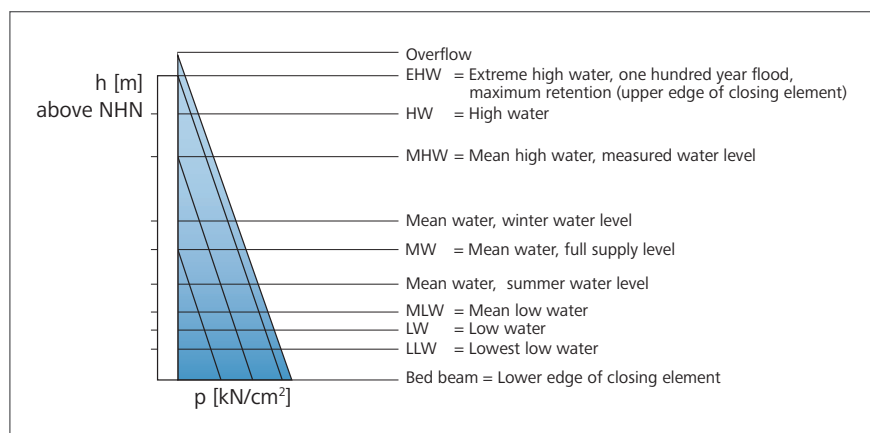 h [m]
above NHN
Overflow
EHW = Extreme high water, one hundred year flood,
maximum retention (upper edge of closing element)
HW = High water
MHW = Mean high water, measured water level
Mean water, winter water level
MW = Mean water, full supply level
Mean water, summer water level
MLW = Mean low water
LW = Low water
LLW = Lowest low water
Bed beam = Lower edge of closing element
p [kN/cm²]